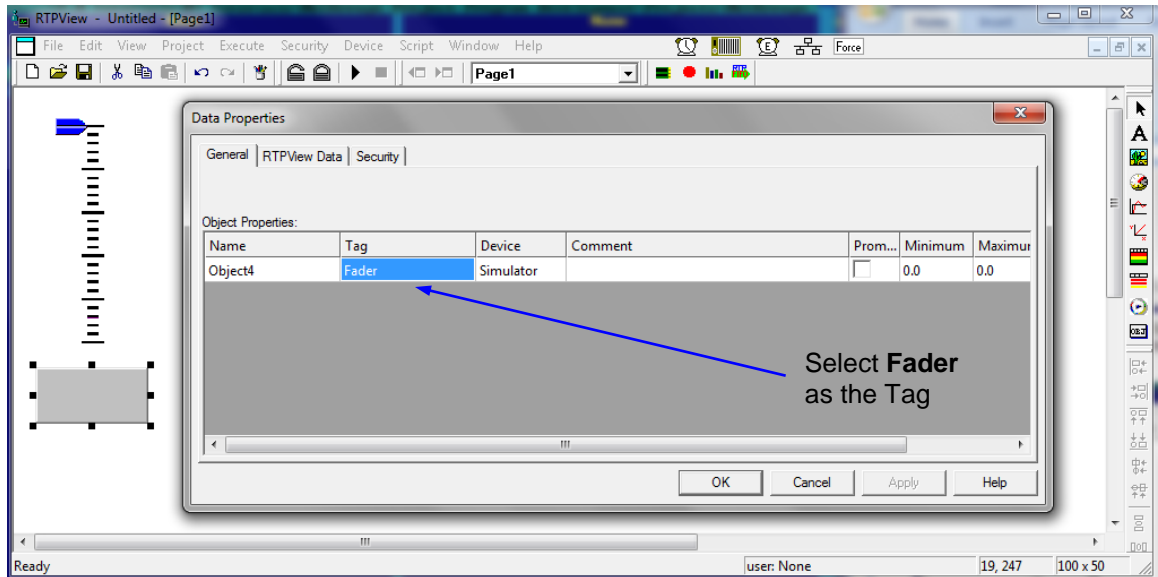 RTPView - Untitled - [Page1]
File Edit View Project Execute Security Device Script Window Help
E
Force
Page1
RTP
A
Data Properties
General RTPView Data Security
Object Properties:
Name Tag Device Comment Prom... Minimum Maximur
Object4 Fader Simulator 0.0 0.0
Select Fader
as the Tag
OK Cancel Apply Help
OBJ
Ready user: None 19, 247 100 x 50